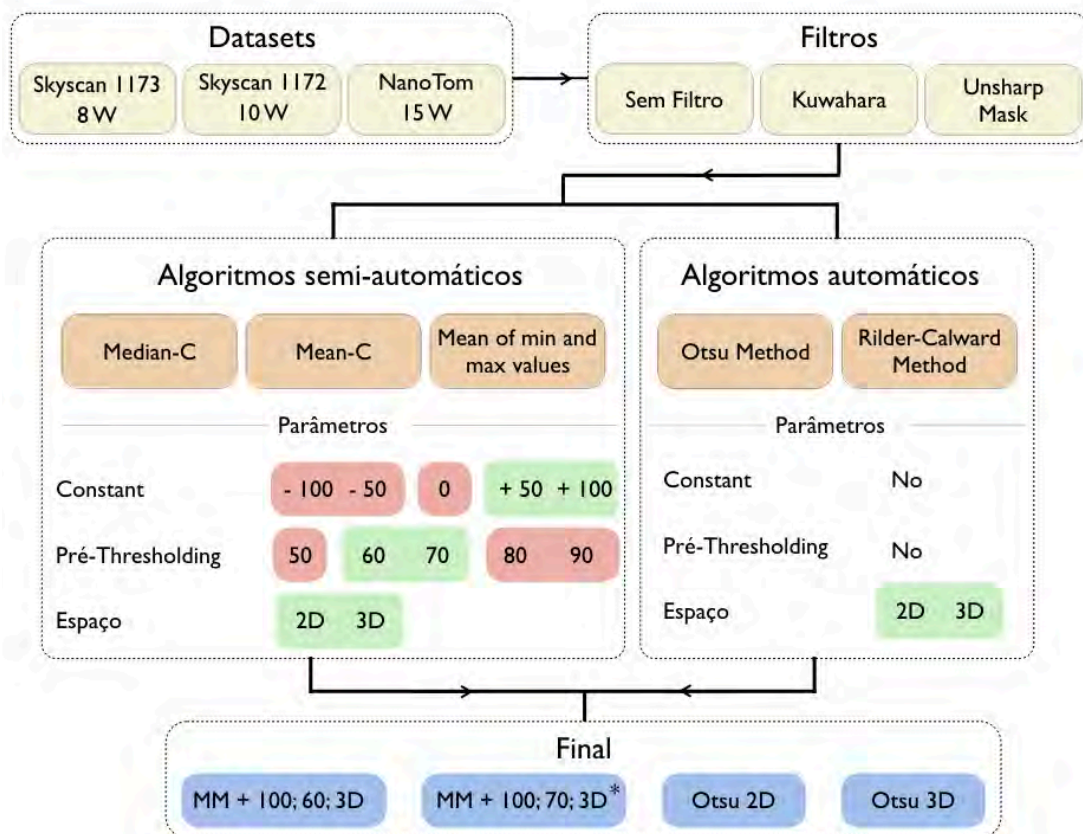 Datasets
Skyscan 1173
8 W
Skyscan 1172
10 W
NanoTom
15 W
Filtros
Sem Filtro
Kuwahara
Unsharp
Mask
Algoritmos semi-automáticos
Median-C
Mean-C
Mean of min and
max values
Parâmetros
Constant
- 100 - 50 0 + 50 + 100
Pré-Thresholding
50 60 70 80 90
Espaço
2D 3D
Algoritmos automáticos
Otsu Method
Rilder-Calward
Method
Parâmetros
Constant No
Pré-Thresholding No
Espaço 2D 3D
Final
MM + 100; 60; 3D
MM + 100; 70; 3D*
Otsu 2D
Otsu 3D